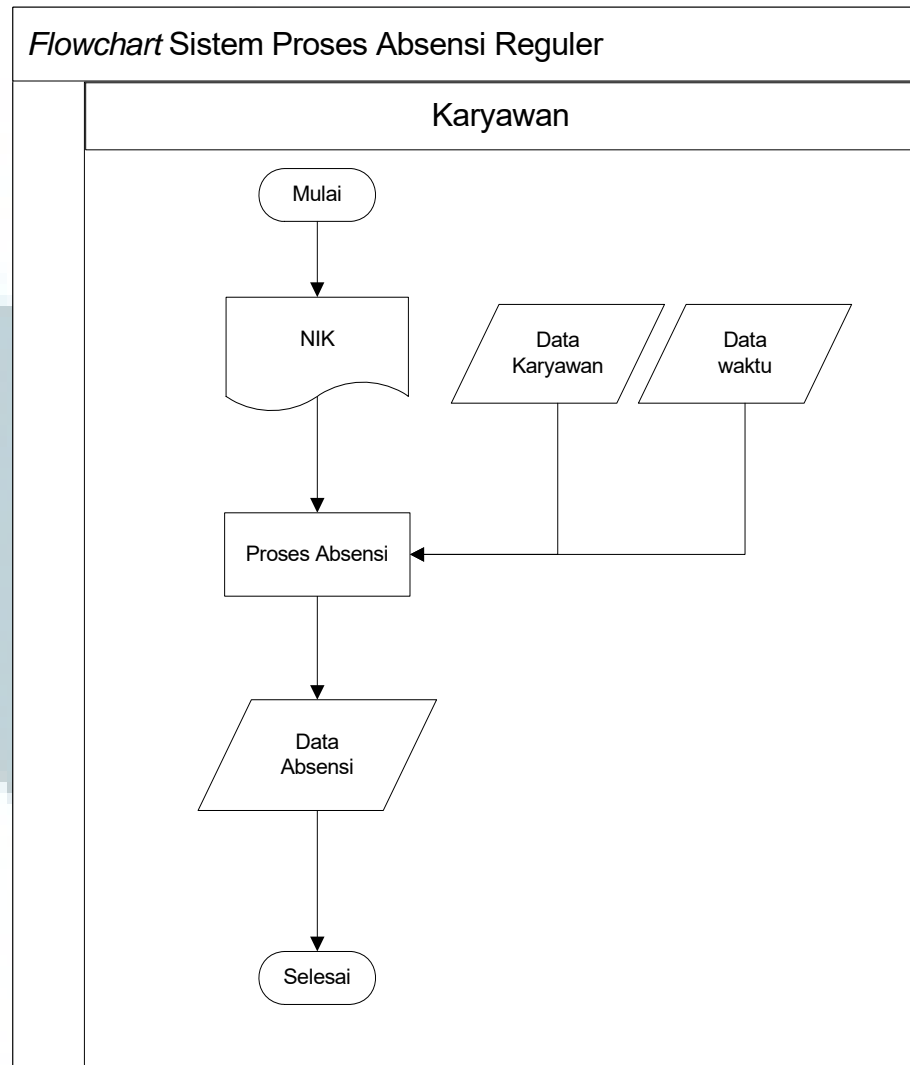 Flowchart Sistem Proses Absensi Reguler
Karyawan
Mulai
NIK
Data
Karyawan
Data
waktu
Proses Absensi
Data
Absensi
Selesai